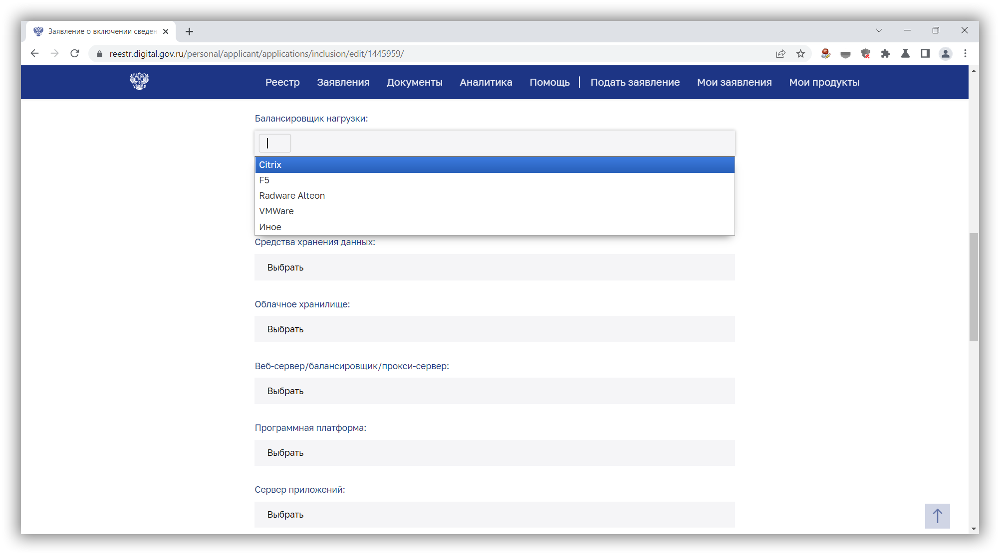 Заявление о включении сведен
reestr.digital.gov.ru/personal/applicant/applications/inclusion/edit/1445959/
Реестр Заявления Документы Аналитика Помощь | Подать заявление Мои заявления Мои продукты
Балансировщик нагрузки:
Citrix
F5
Radware Alteon
VMWare
Иное
Средства хранения данных:
Выбрать
Облачное хранилище:
Выбрать
Веб-сервер/балансировщик/прокси-сервер:
Выбрать
Программная платформа:
Выбрать
Сервер приложений:
Выбрать